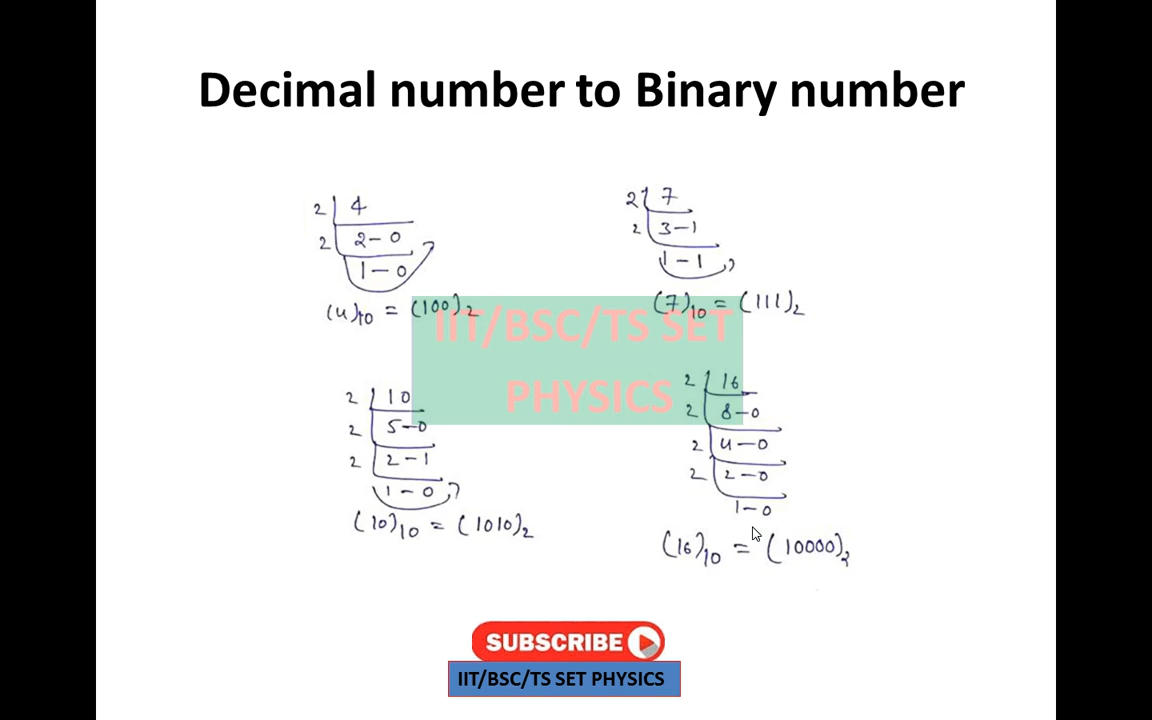 Decimal number to Binary number
2 4
2 2-0
1-0
(4)10 = (100)2
2 7
2 3-1
1-1
(7)10 = (111)2
IIT/BSC/TS SET
PHYSICS
2 10
2 5-0
2 2-1
1-0
(10)10 = (1010)2
2 16
2 8-0
2 4-0
2 2-0
1-0
(16)10 = (10000)2
SUBSCRIBE
IIT/BSC/TS SET PHYSICS